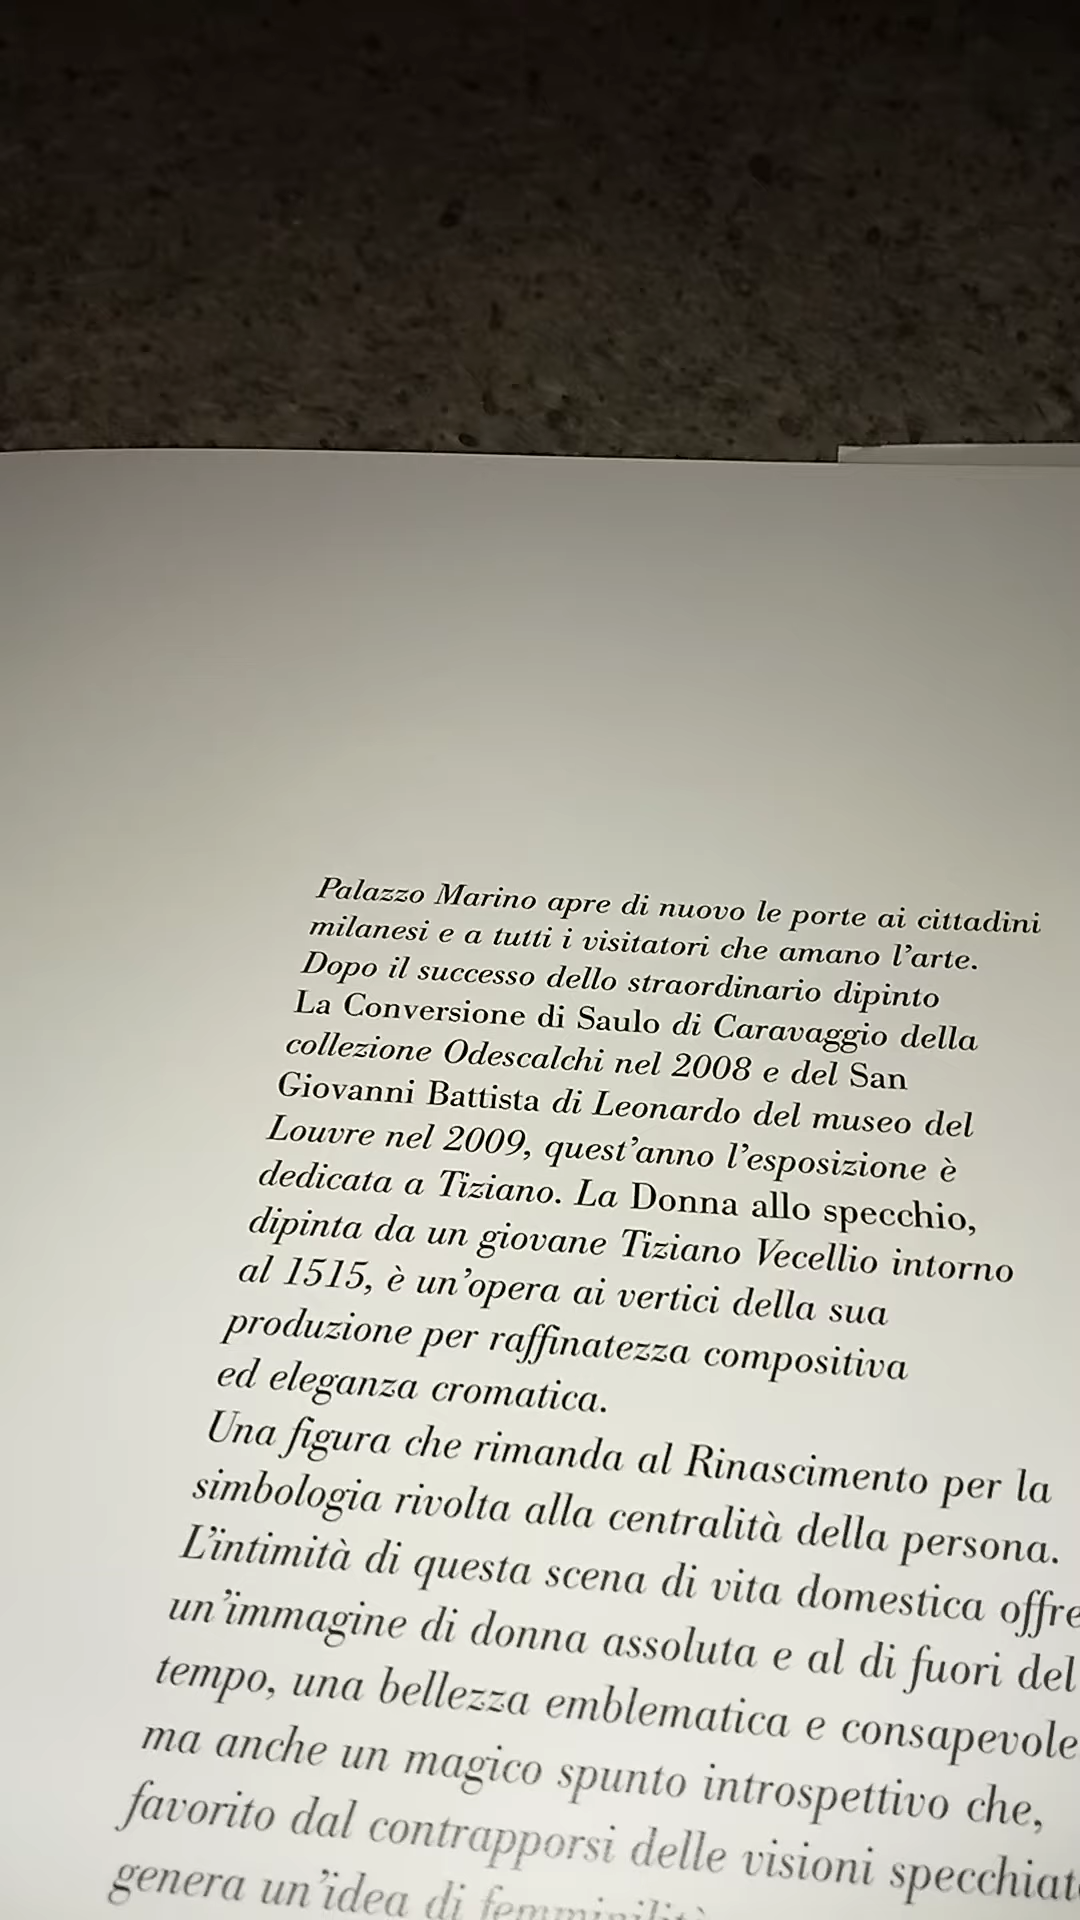 Palazzo Marino apre di nuovo le porte ai cittadini
milanesi e a tutti i visitatori che amano l'arte.
Dopo il successo dello straordinario dipinto
La Conversione di Saulo di Caravaggio della
collezione Odescalchi nel 2008 e del San
Giovanni Battista di Leonardo del museo del
Louvre nel 2009, quest'anno l'esposizione è
dedicata a Tiziano. La Donna allo specchio,
dipinta da un giovane Tiziano Vecellio intorno
al 1515, è un'opera ai vertici della sua
produzione per raffinatezza compositiva
ed eleganza cromatica.
Una figura che rimanda al Rinascimento per la
simbologia rivolta alla centralità della persona.
L'intimità di questa scena di vita domestica offre
un'immagine di donna assoluta e al di fuori del
tempo, una bellezza emblematica e consapevole
ma anche un magico spunto introspettivo che,
favorito dal contrapporsi delle visioni
genera un'idea di femminilità